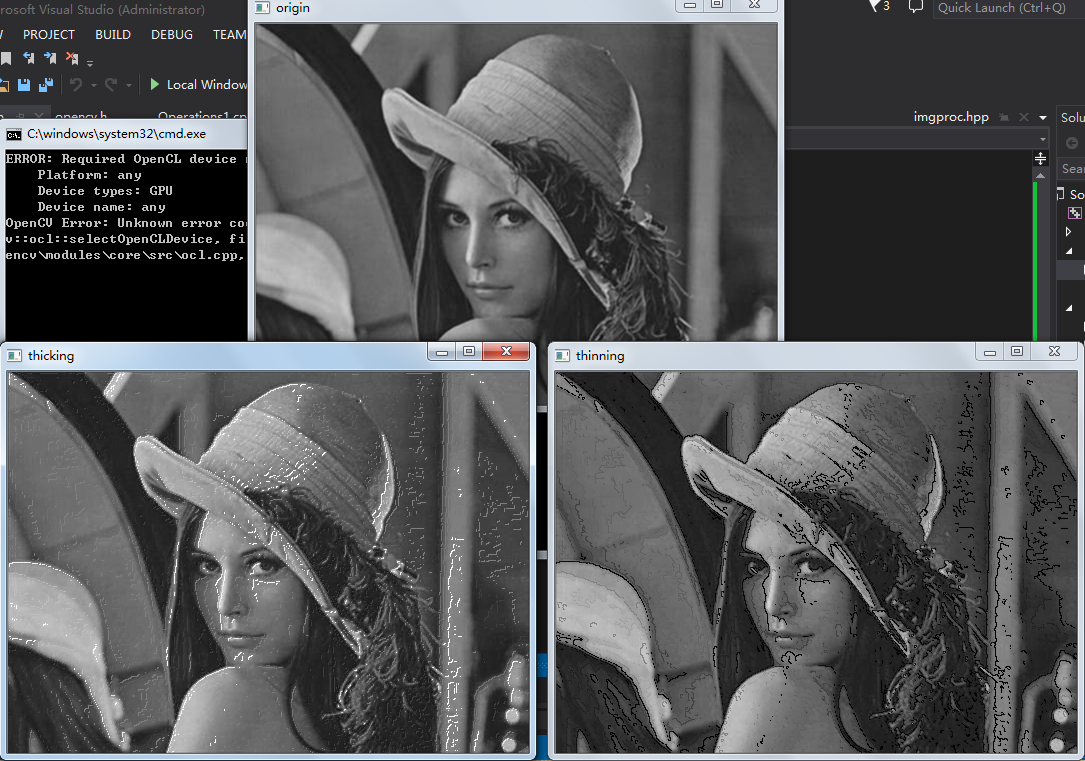 rosoft Visual Studio (Administrator)
origin
3
Quick Launch (Ctrl+Q)
PROJECT BUILD DEBUG TEAM
Local Window
opencv.h Operations1.cp
imgproc.hpp
Solu
C:\windows\system32\cmd.exe
Sear
So
ERROR: Required OpenCL device
Platform: any
Device types: GPU
Device name: any
OpenCV Error: Unknown error co
v::ocl::selectOpenCLDevice, fi
encv\modules\core\src\ocl.cpp,
thicking
thinning